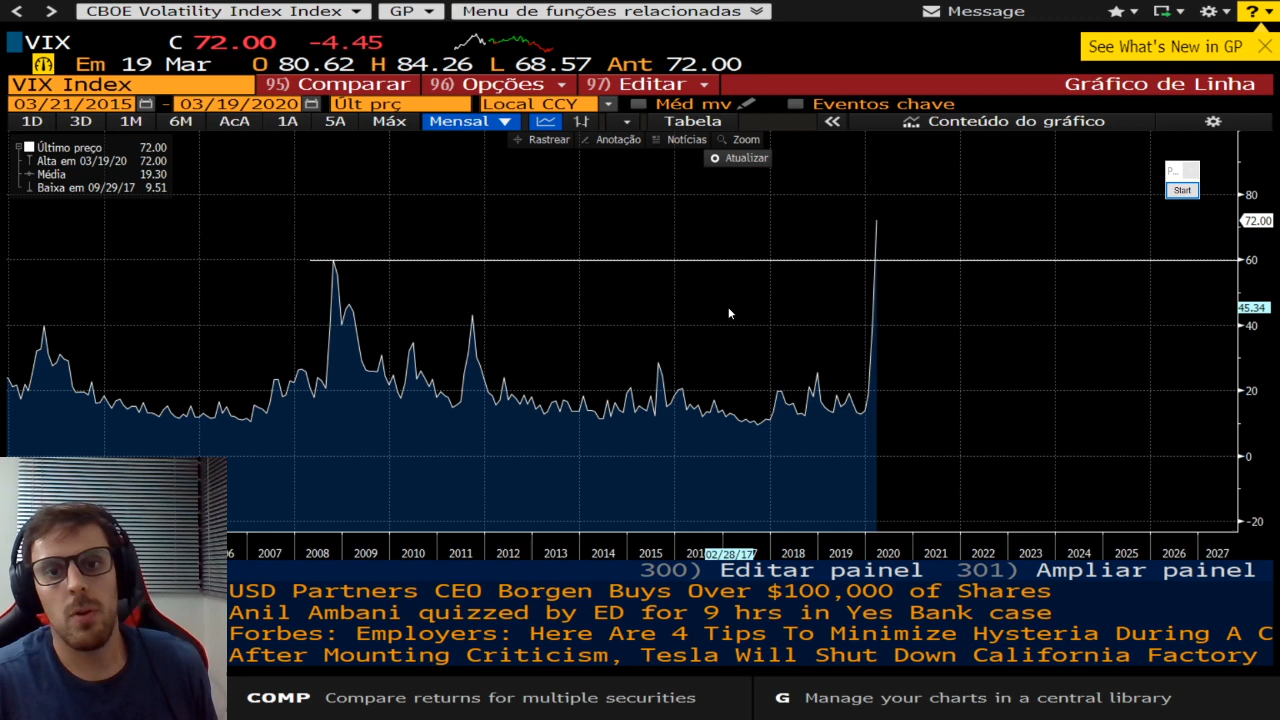 CBOE Volatility Index Index GP Menu de funções relacionadas Message ?
VIX C 72.00 -4.45
See What's New in GP
Em 19 Mar O 80.62 H 84.26 L 68.57 Ant 72.00
VIX Index 95) Comparar 96) Opções 97) Editar Gráfico de Linha
03/21/2015 - 03/19/2020 Últ prç Local CCY Méd mv Eventos chave
1D 3D 1M 6M AcA 1A 5A Máx Mensal Tabela Conteúdo do gráfico
Rastrear Anotação Notícias Zoom
Atualizar
Último preço 72.00
Alta em 03/19/20 72.00
Média 19.30
Baixa em 09/29/17 9.51
P...
Start
80
72.00
60
45.34
40
20
0
-20
6 2007 2008 2009 2010 2011 2012 2013 2014 2015 201 02/28/17 2018 2019 2020 2021 2022 2023 2024 2025 2026 2027
300) Editar painel 301) Ampliar painel
USD Partners CEO Borgen Buys Over $100,000 of Shares
Anil Ambani quizzed by ED for 9 hrs in Yes Bank case
Forbes: Employers: Here Are 4 Tips To Minimize Hysteria During A C
After Mounting Criticism, Tesla Will Shut Down California Factory
COMP Compare returns for multiple securities G Manage your charts in a central library